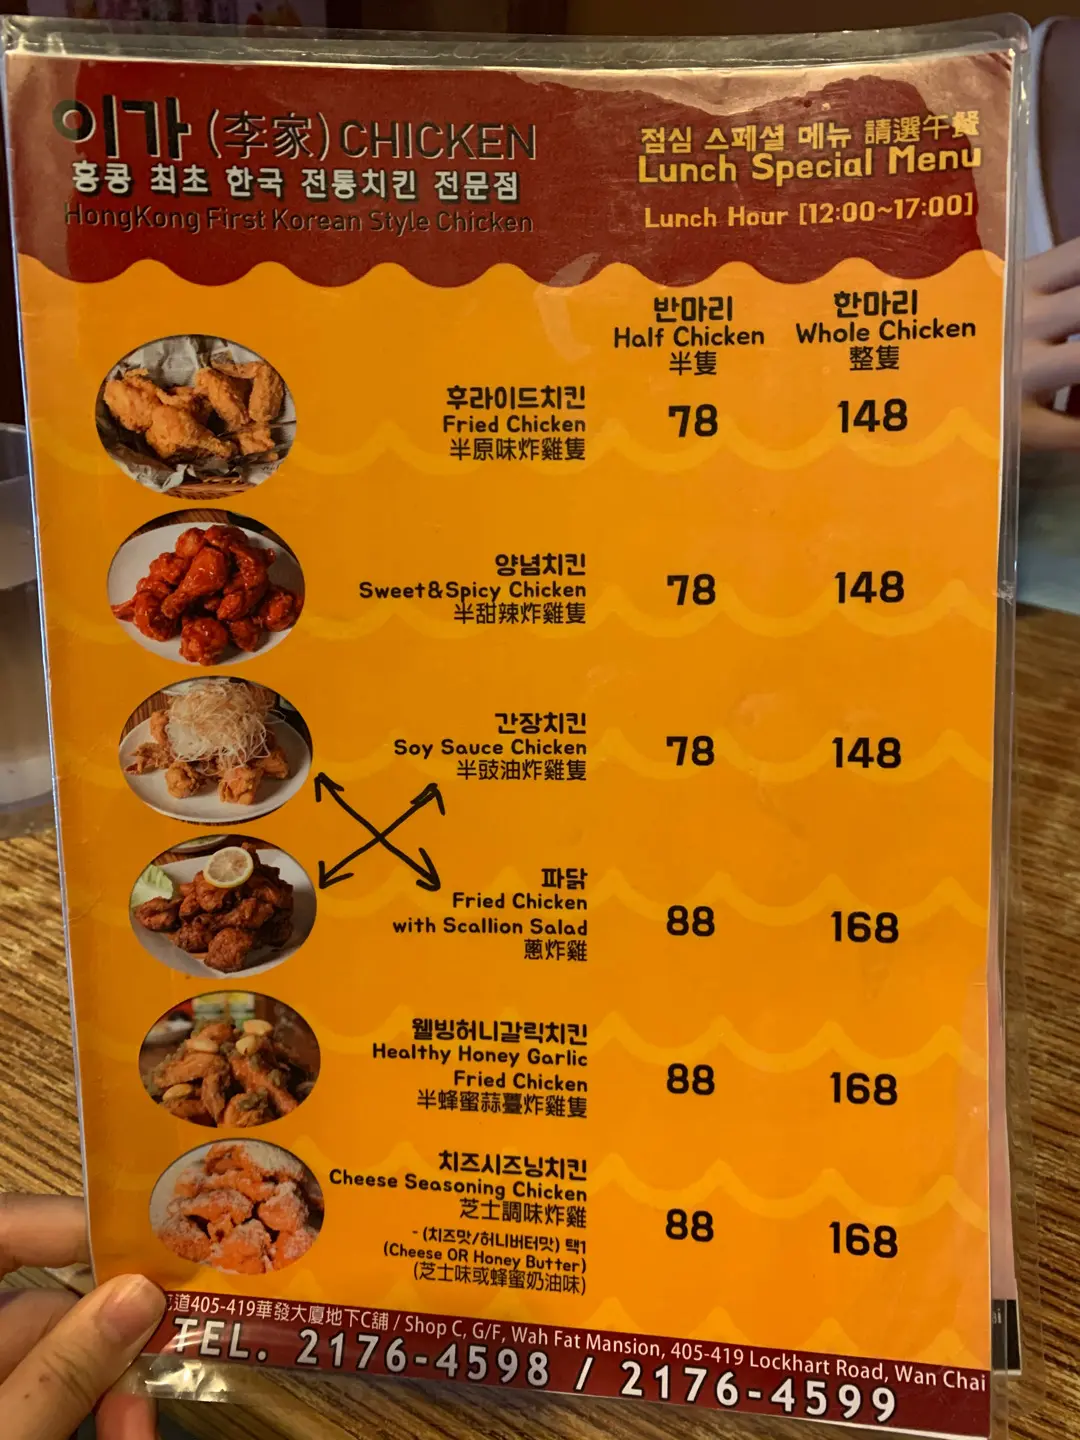 이가 (李家) CHICKEN
홍콩 최초 한국 전통치킨 전문점
HongKong First Korean Style Chicken
점심 스페셜 메뉴 請選午餐
Lunch Special Menu
Lunch Hour [12:00~17:00]
반마리
Half Chicken
半隻
한마리
Whole Chicken
整隻
후라이드치킨
Fried Chicken
半原味炸雞隻
78
148
양념치킨
Sweet&Spicy Chicken
半甜辣炸雞隻
78
148
간장치킨
Soy Sauce Chicken
半豉油炸雞隻
78
148
파닭
Fried Chicken
with Scallion Salad
蔥炸雞
88
168
웰빙허니갈릭치킨
Healthy Honey Garlic
Fried Chicken
半蜂蜜蒜薹炸雞隻
88
168
치즈시즈닝치킨
Cheese Seasoning Chicken
芝士調味炸雞
- (치즈맛/허니버터맛) 택1
(Cheese OR Honey Butter)
(芝士味或蜂蜜奶油味)
88
168
道405-419華發大廈地下C舖 / Shop C, G/F, Wah Fat Mansion, 405-419 Lockhart Road, Wan Chai
TEL. 2176-4598 / 2176-4599